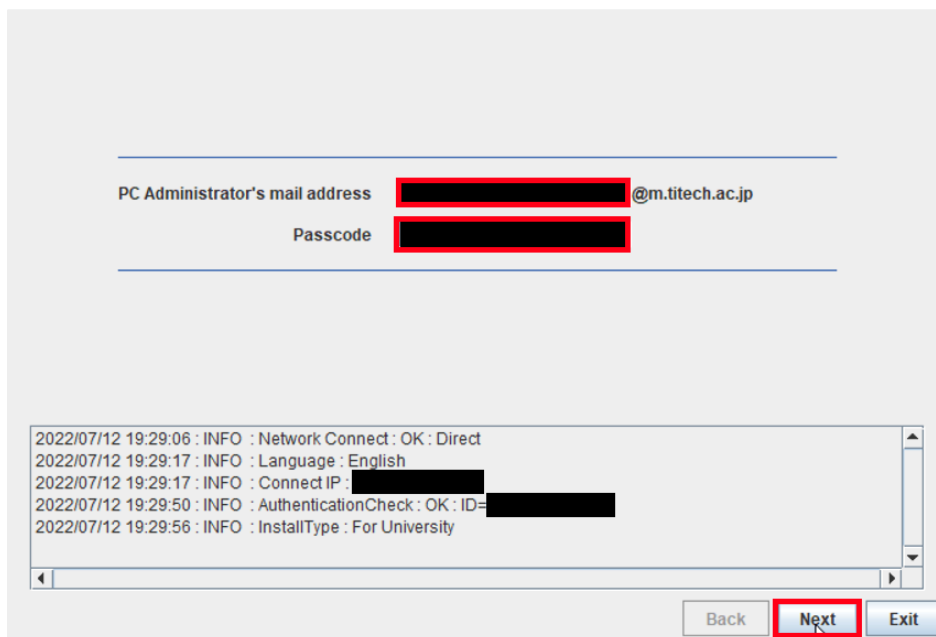 PC Administrator's mail address @m.titech.ac.jp
Passcode
2022/07/12 19:29:06 : INFO : Network Connect : OK : Direct
2022/07/12 19:29:17 : INFO : Language : English
2022/07/12 19:29:17 : INFO : Connect IP :
2022/07/12 19:29:50 : INFO : AuthenticationCheck : OK : ID=
2022/07/12 19:29:56 : INFO : InstallType : For University
Back Next Exit